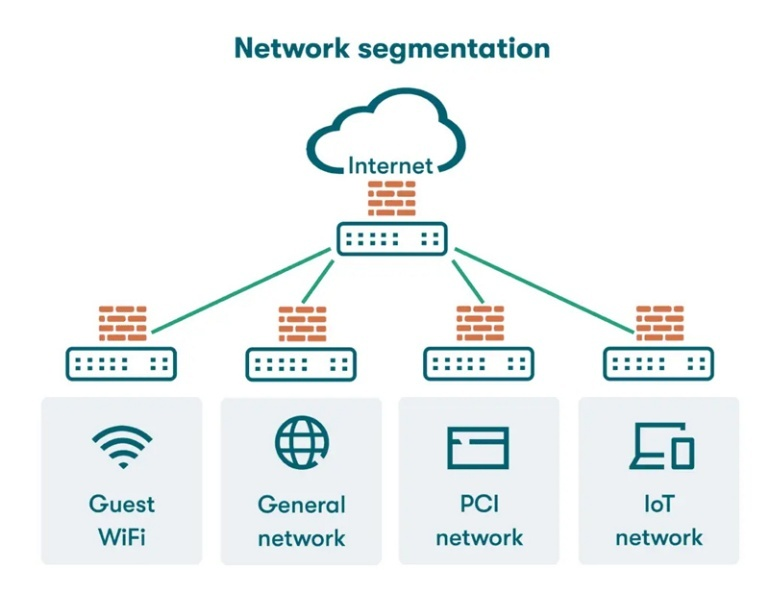 Network segmentation
Internet
Guest
WiFi
General
network
PCI
network
IoT
network